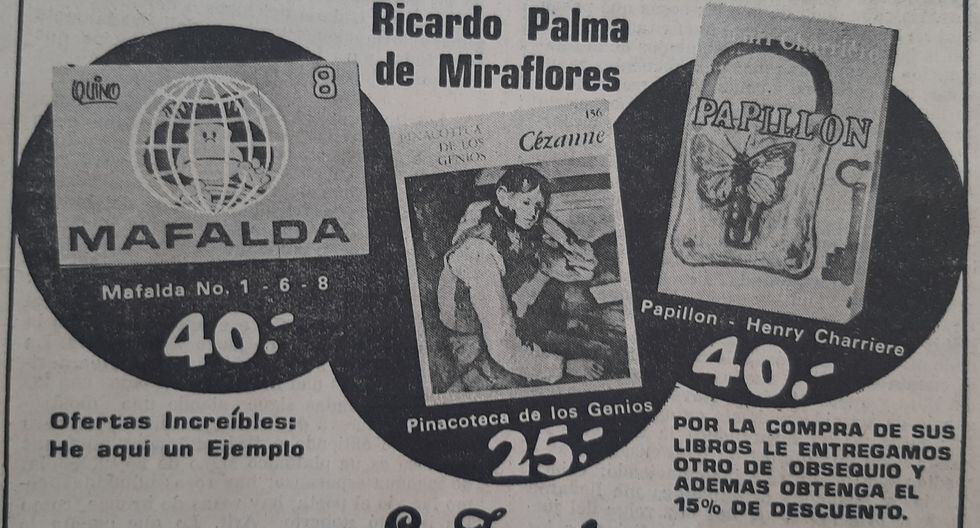 Ricardo Palma
de Miraflores
QUINO
8
MAFALDA
Mafalda No. 1 - 6 - 8
40.-
156
PINACOTECA
DE LOS
GENIOS
Cézanne
Pinacoteca de los Genios
25.-
Charrière
PAPILLON
Papillon - Henry Charriere
40.-
Ofertas Increíbles:
He aquí un Ejemplo
POR LA COMPRA DE SUS
LIBROS LE ENTREGAMOS
OTRO DE OBSEQUIO Y
ADEMAS OBTENGA EL
15% DE DESCUENTO.